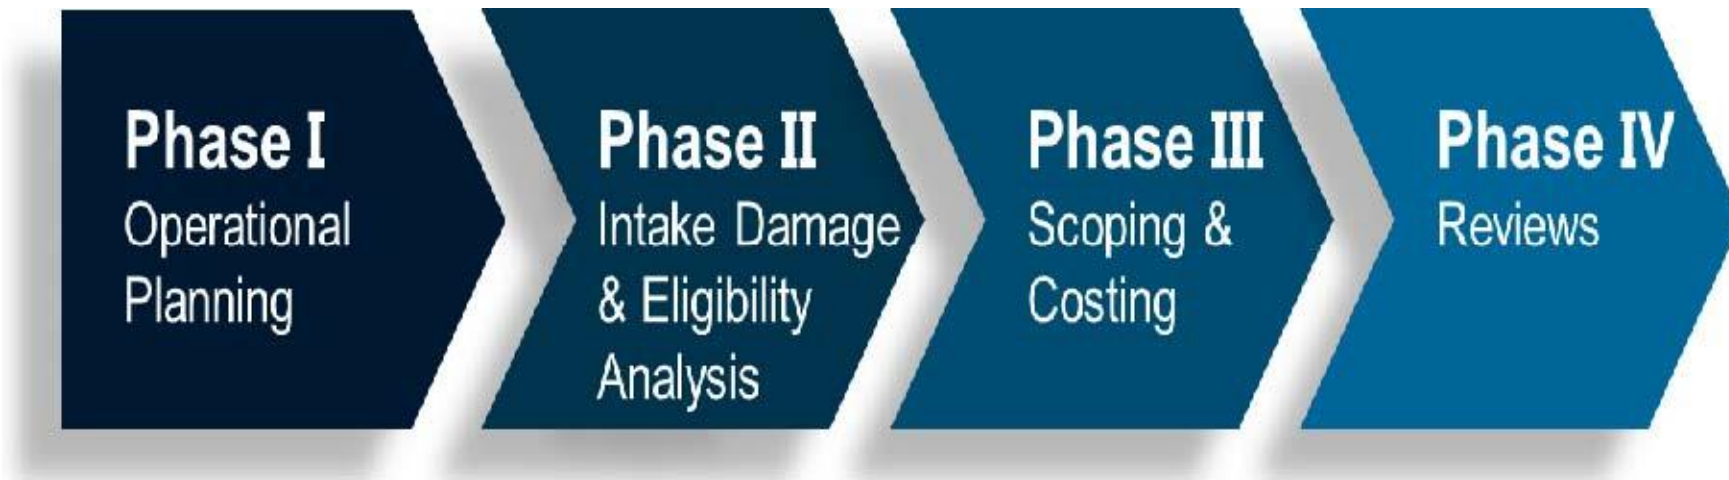 Phase I
Operational
Planning
Phase II
Intake Damage
& Eligibility
Analysis
Phase III
Scoping &
Costing
Phase IV
Reviews